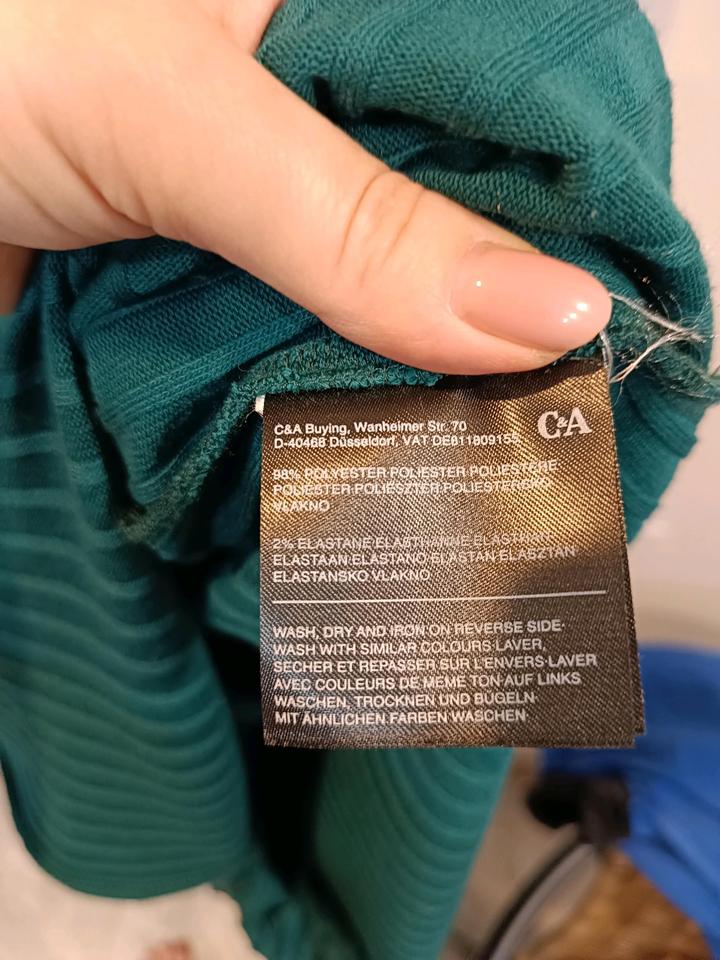 C&A Buying, Wanheimer Str. 70
D-40468 Düsseldorf, VAT DE811809155
C&A
98% POLYESTER·POLIESTER·POLIESTERE·
POLIESTER·POLIÉSZTER·POLIESTERSKO
VLAKNO
2% ELASTANE·ELASTHANNE·ELASTHAN·
ELASTAAN·ELASTANO·ELASTAN·ELASZTÁN·
ELASTANSKO VLAKNO
WASH, DRY AND IRON ON REVERSE SIDE·
WASH WITH SIMILAR COLOURS·LAVER,
SECHER ET REPASSER SUR L'ENVERS·LAVER
AVEC COULEURS DE MEME TON·AUF LINKS
WASCHEN, TROCKNEN UND BÜGELN·
MIT ÄHNLICHEN FARBEN WASCHEN·